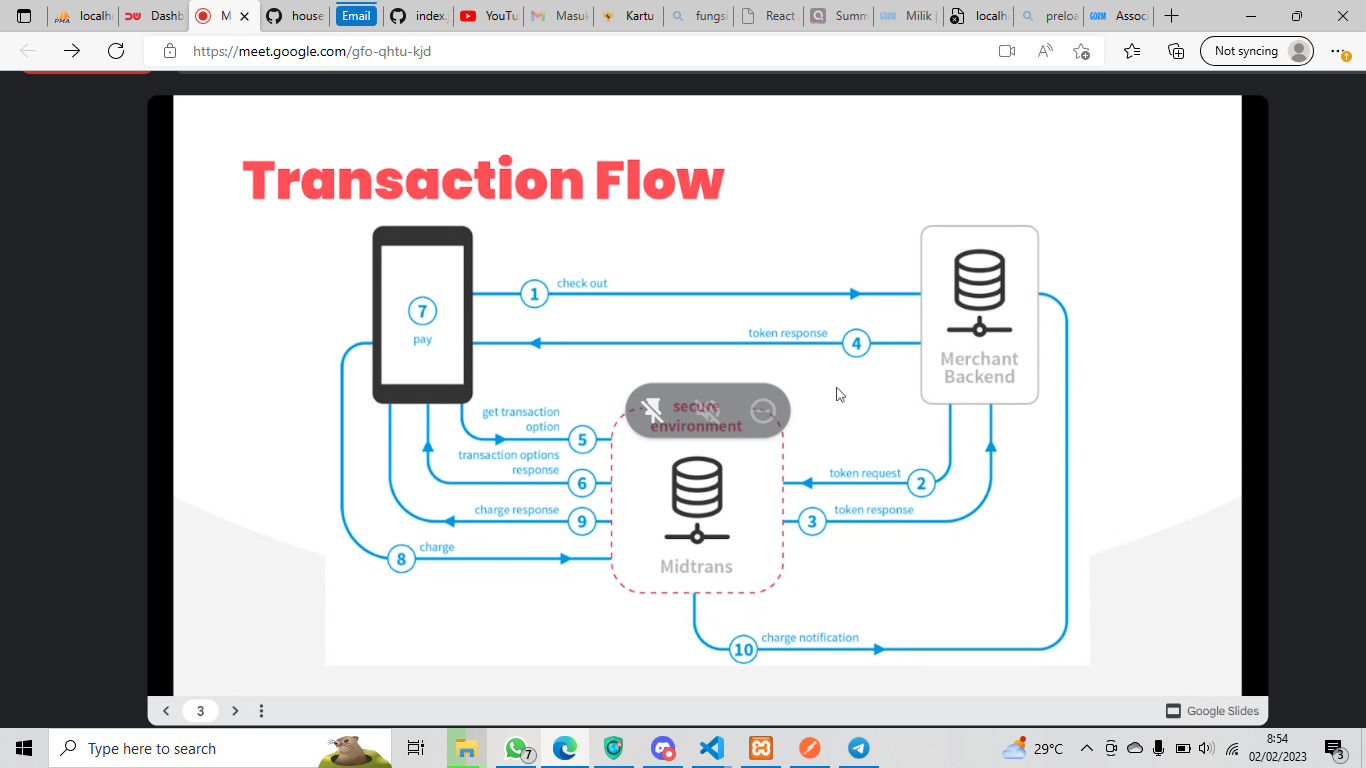 localh
Dashb
M
house
Email
index.
YouTu
Masuk
Kartu
fungsi
React
Summ
Milik
localh
preloa
Assoc
https://meet.google.com/gfo-qhtu-kjd
Not syncing
Transaction Flow
1
check out
7
pay
token response
4
Merchant
Backend
secure
environment
get transaction
option
5
transaction options
response
6
token request
2
charge response
9
3
token response
8
charge
Midtrans
10
charge notification
3
Google Slides
Type here to search
7
29°C
8:54
02/02/2023
3